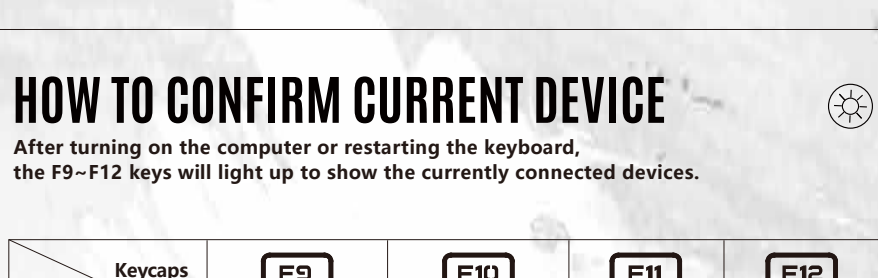 HOW TO CONFIRM CURRENT DEVICE
After turning on the computer or restarting the keyboard,
the F9~F12 keys will light up to show the currently connected devices.
Keycaps
F9 F10 F11 F12